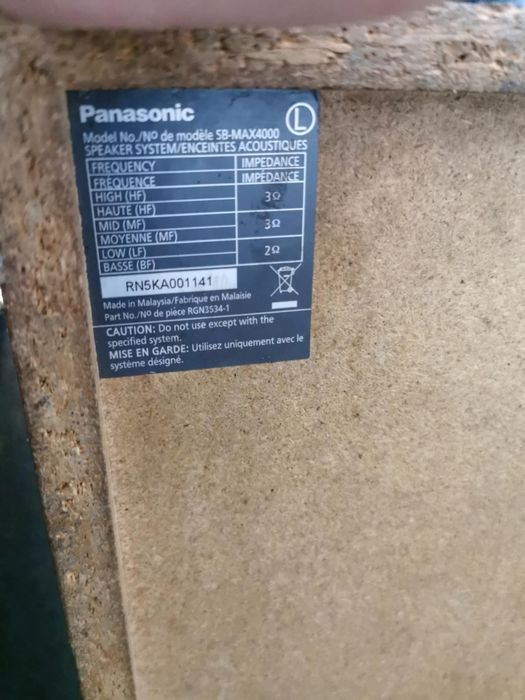 Panasonic
L
Model No./Nº de modèle SB-MAX4000
SPEAKER SYSTEM/ENCEINTES ACOUSTIQUES
FREQUENCY IMPEDANCE
FRÉQUENCE IMPÉDANCE
HIGH (HF) 3Ω
HAUTE (HF)
MID (MF) 3Ω
MOYENNE (MF)
LOW (LF) 2Ω
BASSE (BF)
RN5KA001141
Made in Malaysia/Fabriqué en Malaisie
Part No./Nº de pièce RGN3534-1
CAUTION: Do not use except with the
specified system.
MISE EN GARDE: Utilisez uniquement avec le
système désigné.